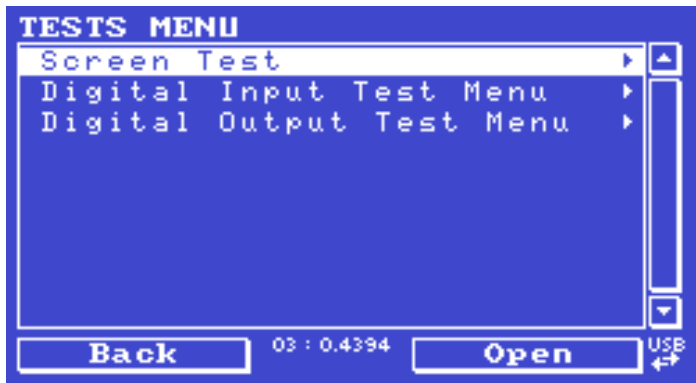 TESTS MENU
Screen Test
Digital Input Test Menu
Digital Output Test Menu
Back 03 : 0.4394 Open USB